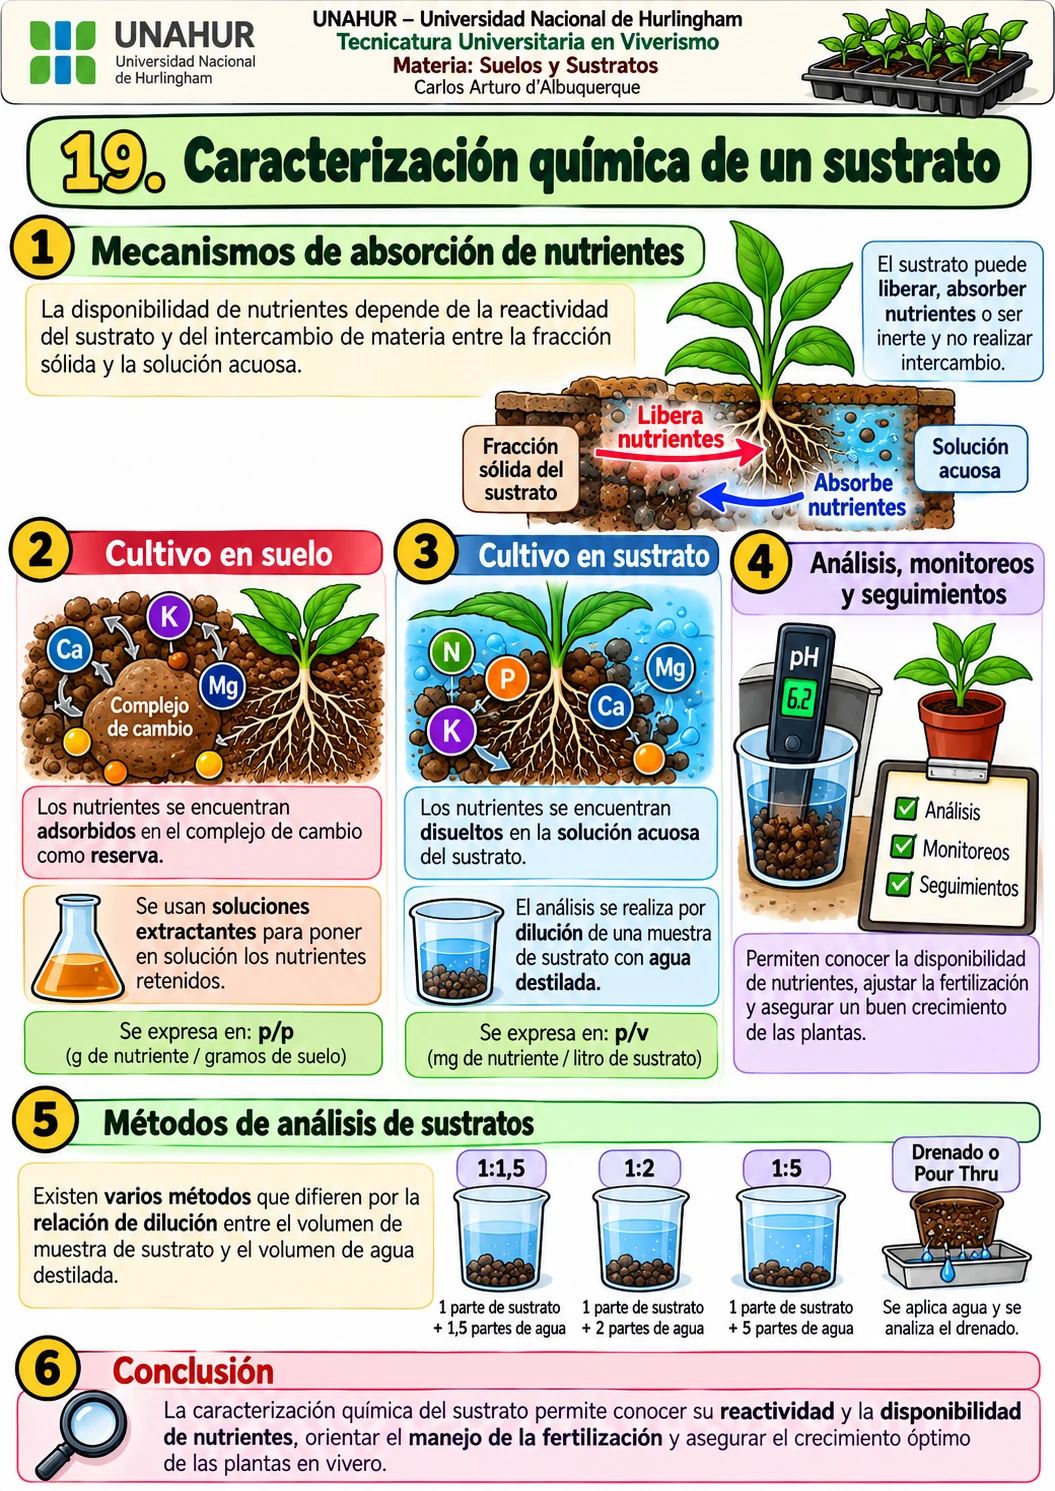 UNAHUR
Universidad Nacional
de Hurlingham
UNAHUR – Universidad Nacional de Hurlingham
Tecnicatura Universitaria en Viverismo
Materia: Suelos y Sustratos
Carlos Arturo d’Albuquerque
19. Caracterización química de un sustrato
1 Mecanismos de absorción de nutrientes
La disponibilidad de nutrientes depende de la reactividad
del sustrato y del intercambio de materia entre la fracción
sólida y la solución acuosa.
El sustrato puede
liberar, absorber
nutrientes o ser
inerte y no realizar
intercambio.
Fracción
sólida del
sustrato
Libera
nutrientes
Absorbe
nutrientes
Solución
acuosa
2 Cultivo en suelo
Ca
K
Mg
Complejo
de cambio
Los nutrientes se encuentran
adsorbidos en el complejo de cambio
como reserva.
Se usan soluciones
extractantes para poner
en solución los nutrientes
retenidos.
Se expresa en: p/p
(g de nutriente / gramos de suelo)
3 Cultivo en sustrato
N
P
K
Ca
Mg
Los nutrientes se encuentran
disueltos en la solución acuosa
del sustrato.
El análisis se realiza por
dilución de una muestra
de sustrato con agua
destilada.
Se expresa en: p/v
(mg de nutriente / litro de sustrato)
4 Análisis, monitoreos
y seguimientos
pH
6.2
Análisis
Monitoreos
Seguimientos
Permiten conocer la disponibilidad
de nutrientes, ajustar la fertilización
y asegurar un buen crecimiento
de las plantas.
5 Métodos de análisis de sustratos
Existen varios métodos que difieren por la
relación de dilución entre el volumen de
muestra de sustrato y el volumen de agua
destilada.
1:1,5
1 parte de sustrato
+ 1,5 partes de agua
1:2
1 parte de sustrato
+ 2 partes de agua
1:5
1 parte de sustrato
+ 5 partes de agua
Drenado o
Pour Thru
Se aplica agua y se
analiza el drenado.
6 Conclusión
La caracterización química del sustrato permite conocer su reactividad y la disponibilidad
de nutrientes, orientar el manejo de la fertilización y asegurar el crecimiento óptimo
de las plantas en vivero.